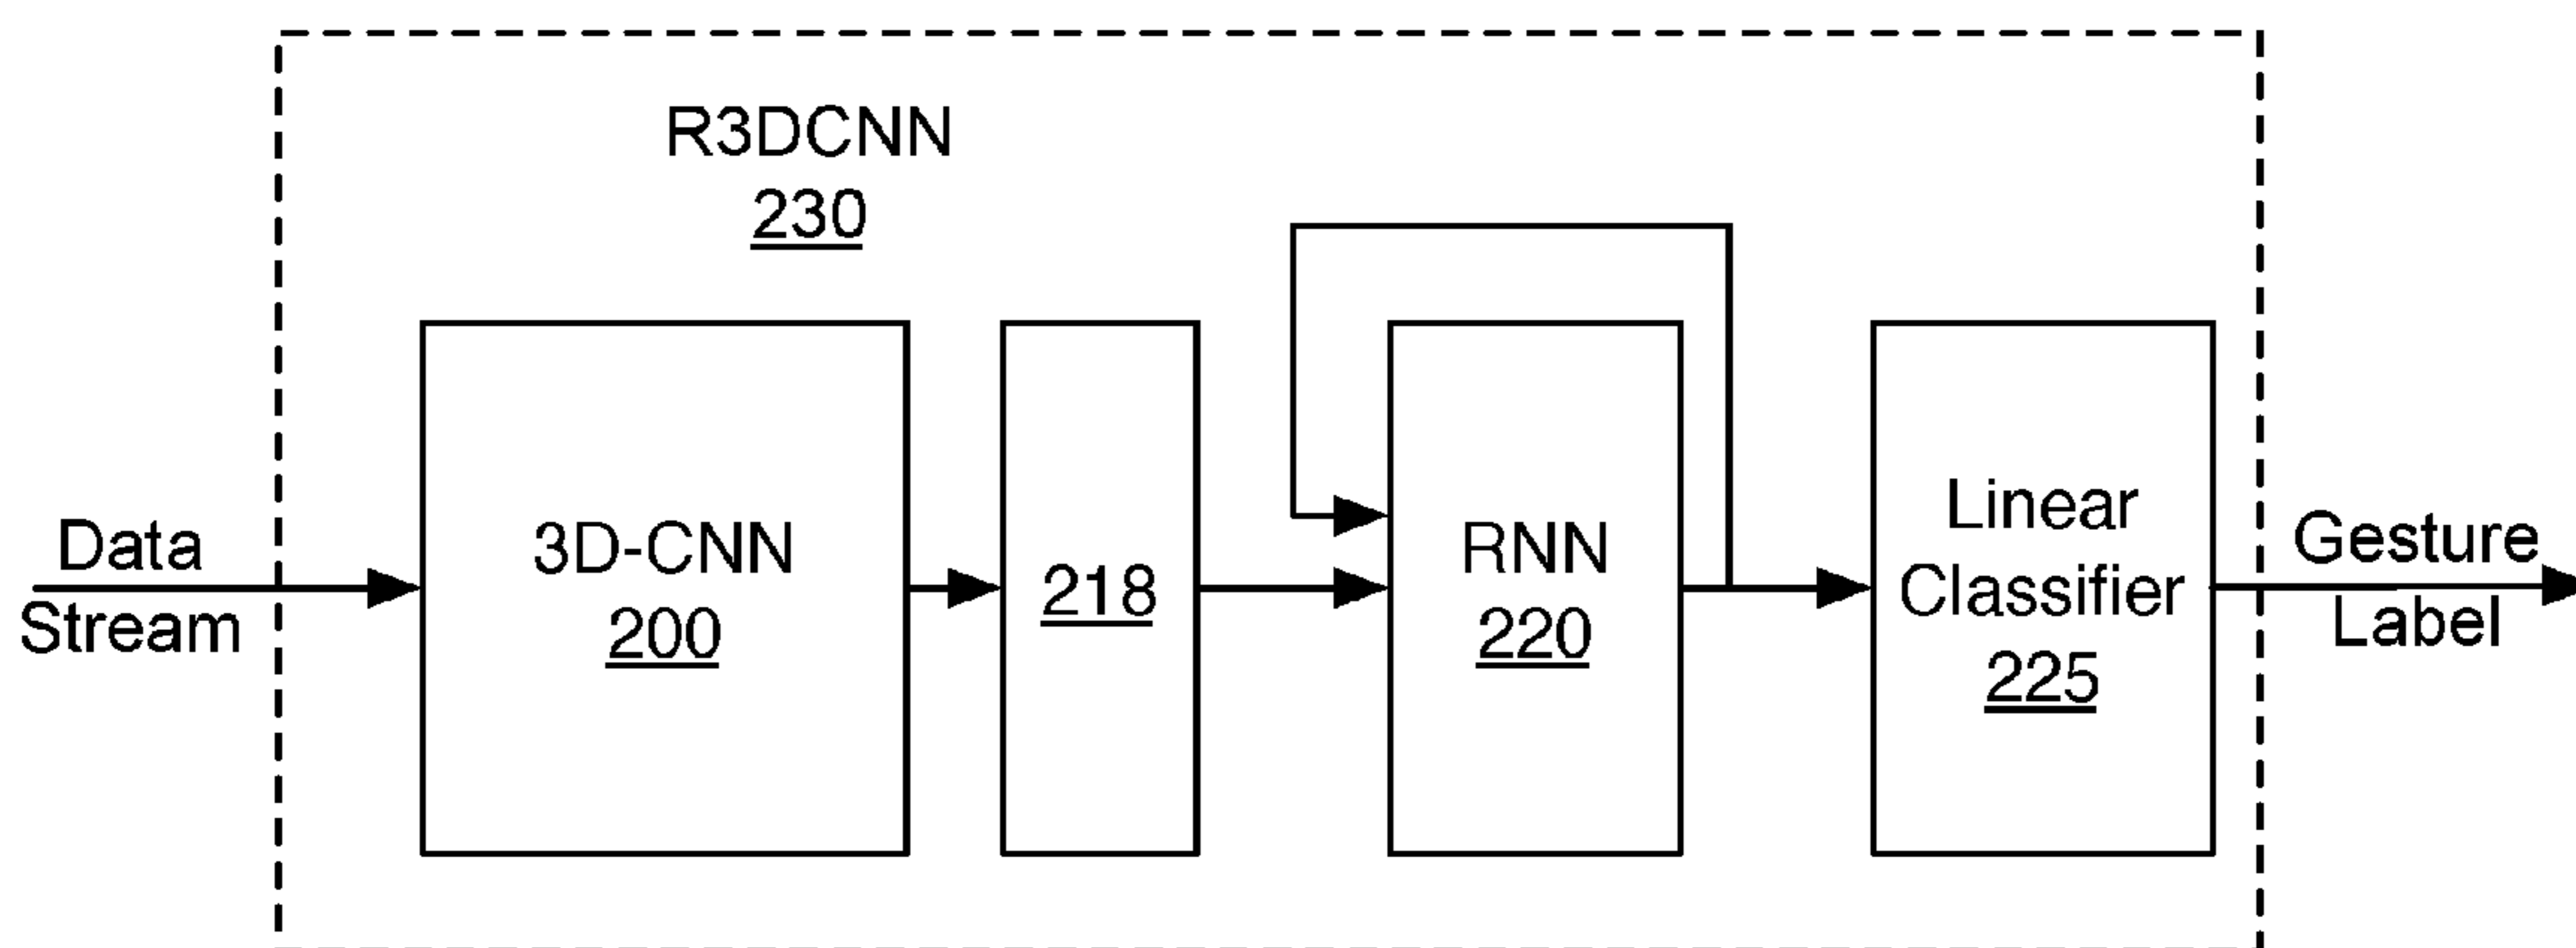 R3DCNN
230
Data
Stream
3D-CNN
200
218
RNN
220
Linear
Classifier
225
Gesture
Label